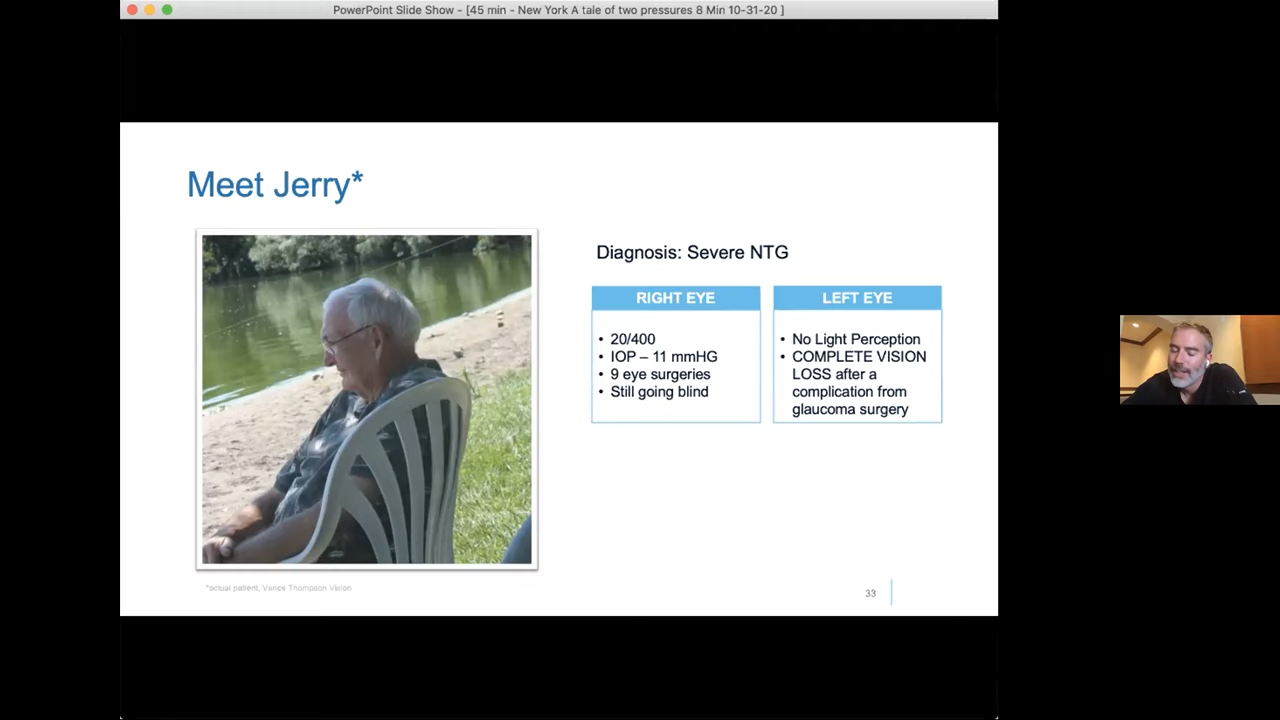 PowerPoint Slide Show - [45 min - New York A tale of two pressures 8 Min 10-31-20 ]
Meet Jerry*
Diagnosis: Severe NTG
RIGHT EYE
• 20/400
• IOP – 11 mmHG
• 9 eye surgeries
• Still going blind
LEFT EYE
• No Light Perception
• COMPLETE VISION
LOSS after a
complication from
glaucoma surgery
*actual patient, Vance Thompson Vision
33